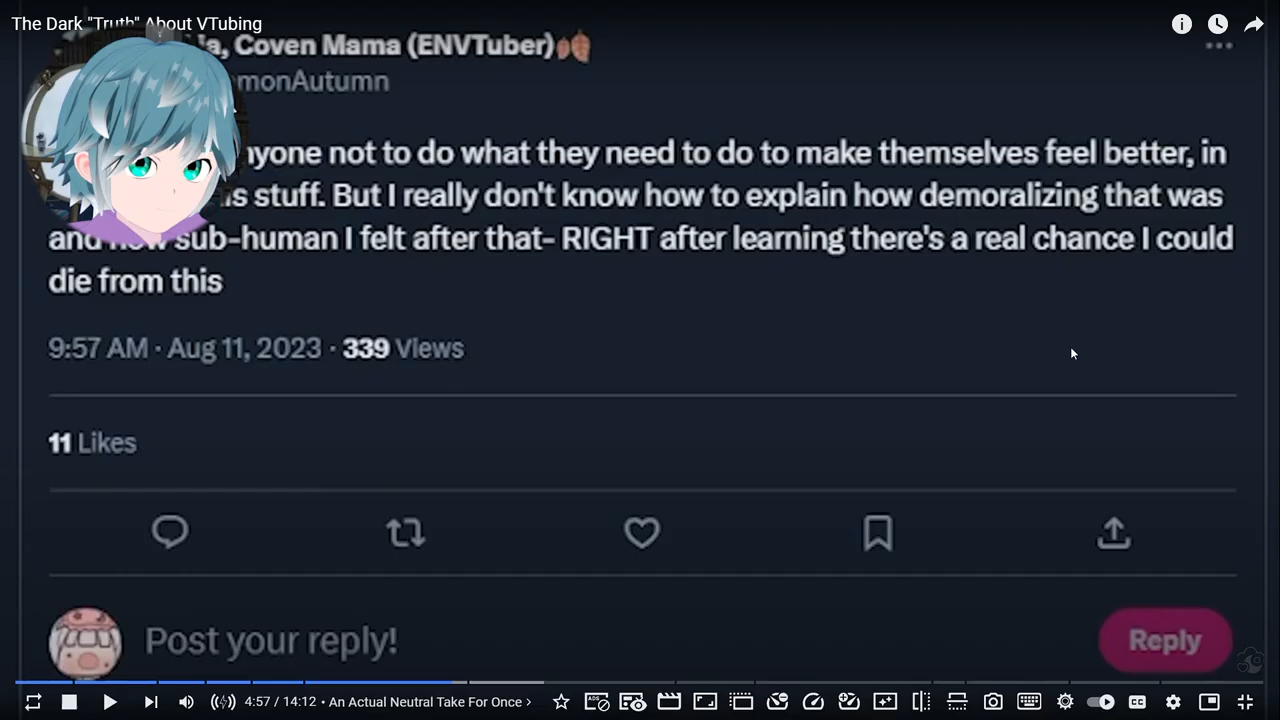 The Dark "Truth" About VTubing
Coven Mama (ENVTuber)
monAutumn
nyone not to do what they need to do to make themselves feel better, in
is stuff. But I really don't know how to explain how demoralizing that was
and how sub-human I felt after that- RIGHT after learning there's a real chance I could
die from this
9:57 AM · Aug 11, 2023 · 339 Views
11 Likes
Post your reply!
Reply
4:57 / 14:12 • An Actual Neutral Take For Once >
ADS
CC